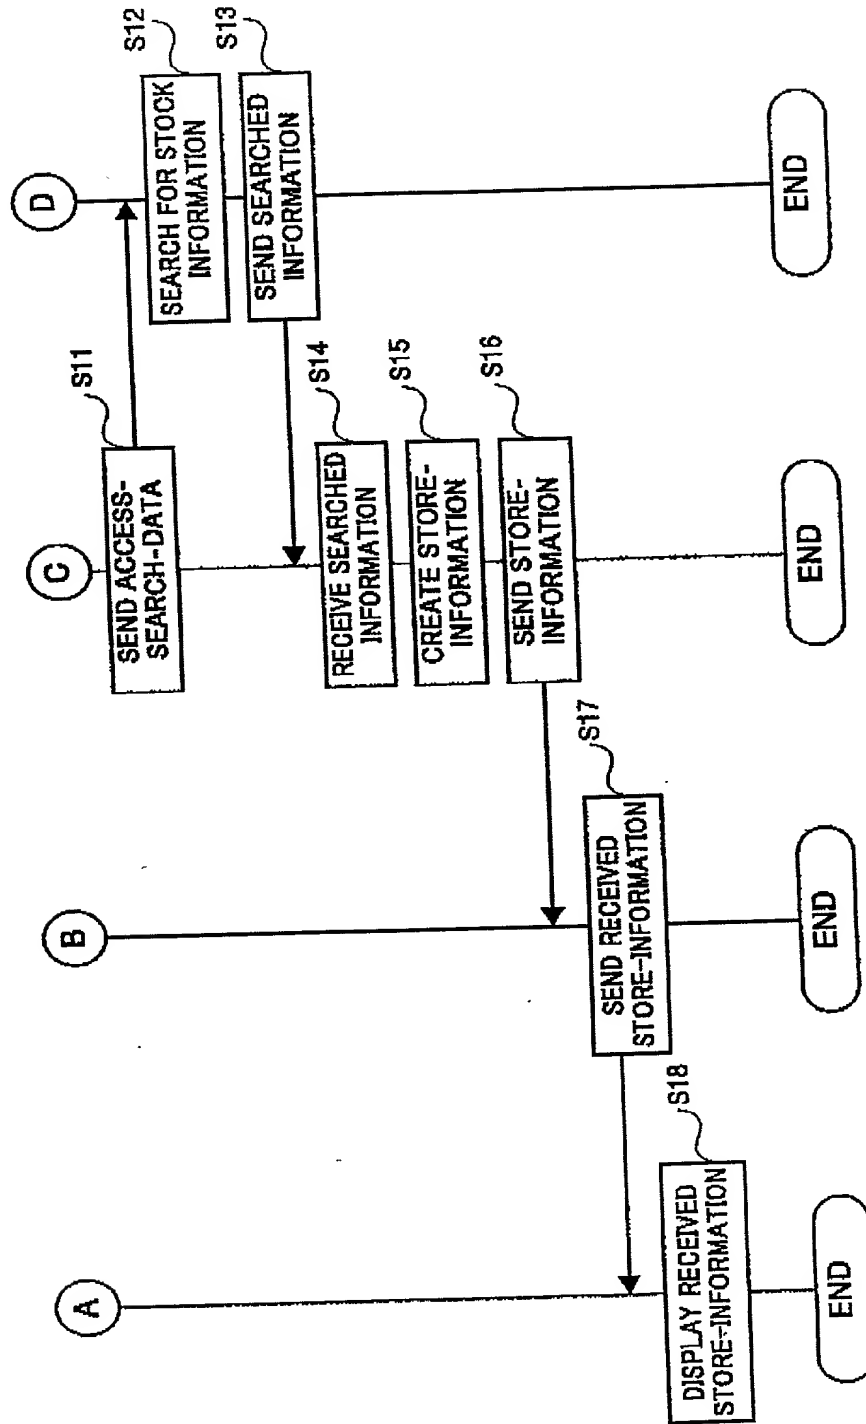 A
B
C
D
SEND ACCESS-
SEARCH-DATA
S11
SEARCH FOR STOCK
INFORMATION
S12
SEND SEARCHED
INFORMATION
S13
RECEIVE SEARCHED
INFORMATION
S14
CREATE STORE-
INFORMATION
S15
SEND STORE-
INFORMATION
S16
SEND RECEIVED
STORE-INFORMATION
S17
DISPLAY RECEIVED
STORE-INFORMATION
S18
END
END
END
END